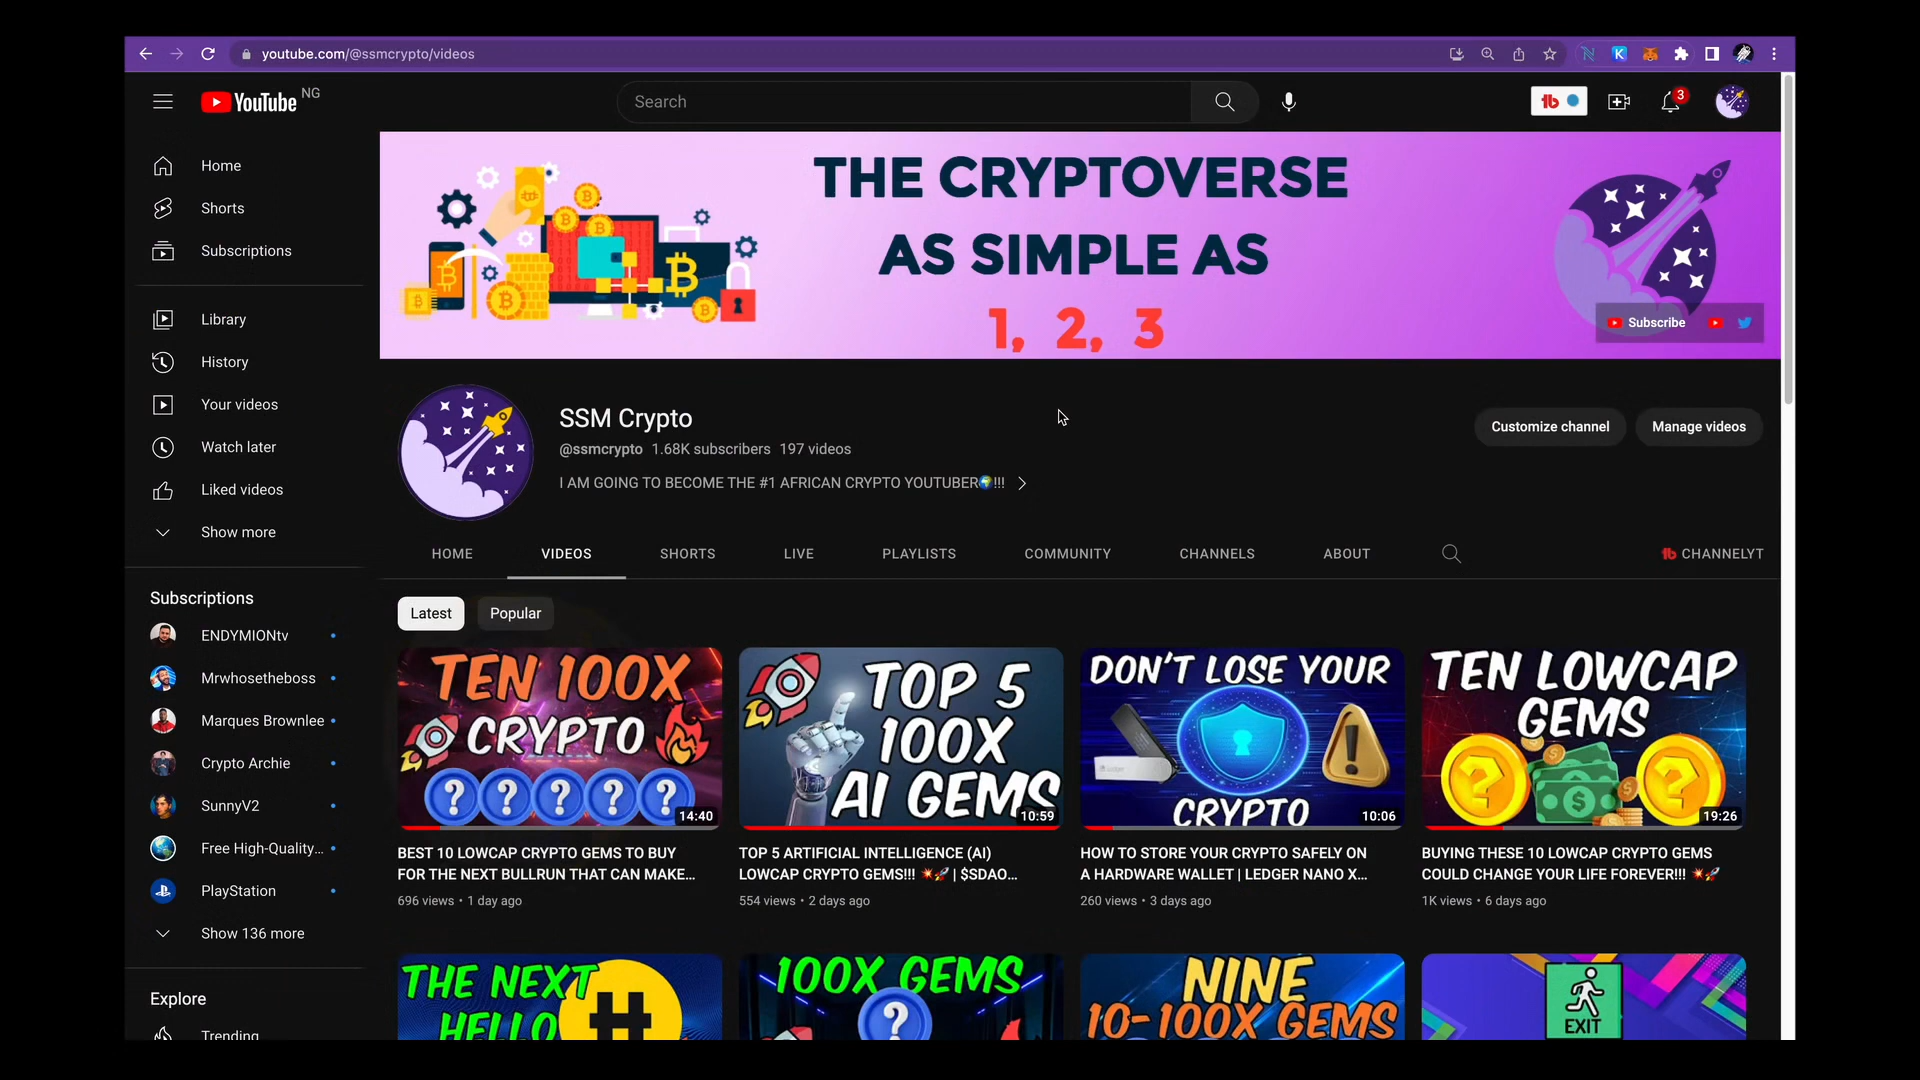 youtube.com/@ssmcrypto/videos
YouTube NG
Search
3
Home
Shorts
Subscriptions
Library
History
Your videos
Watch later
Liked videos
Show more
Subscriptions
ENDYMIONtv
Mrwhosetheboss
Marques Brownlee
Crypto Archie
SunnyV2
Free High-Quality...
PlayStation
Show 136 more
Explore
Trending
THE CRYPTOVERSE
AS SIMPLE AS
1, 2, 3
Subscribe
SSM Crypto
@ssmcrypto 1.68K subscribers 197 videos
I AM GOING TO BECOME THE #1 AFRICAN CRYPTO YOUTUBER🌍!!!
Customize channel
Manage videos
HOME VIDEOS SHORTS LIVE PLAYLISTS COMMUNITY CHANNELS ABOUT CHANNELYT
Latest Popular
TEN 100X
CRYPTO
? ? ? ? ?
14:40
BEST 10 LOWCAP CRYPTO GEMS TO BUY
FOR THE NEXT BULLRUN THAT CAN MAKE...
696 views • 1 day ago
TOP 5
100X
AI GEMS
10:59
TOP 5 ARTIFICIAL INTELLIGENCE (AI)
LOWCAP CRYPTO GEMS!!! 💥🚀 | $SDAO...
554 views • 2 days ago
DON'T LOSE YOUR
Ledger
CRYPTO
10:06
HOW TO STORE YOUR CRYPTO SAFELY ON
A HARDWARE WALLET | LEDGER NANO X...
260 views • 3 days ago
TEN LOWCAP
GEMS
? $ ?
19:26
BUYING THESE 10 LOWCAP CRYPTO GEMS
COULD CHANGE YOUR LIFE FOREVER!!! 💥🚀
1K views • 6 days ago
THE NEXT
HELLO
100X GEMS
?
NINE
10-100X GEMS
EXIT